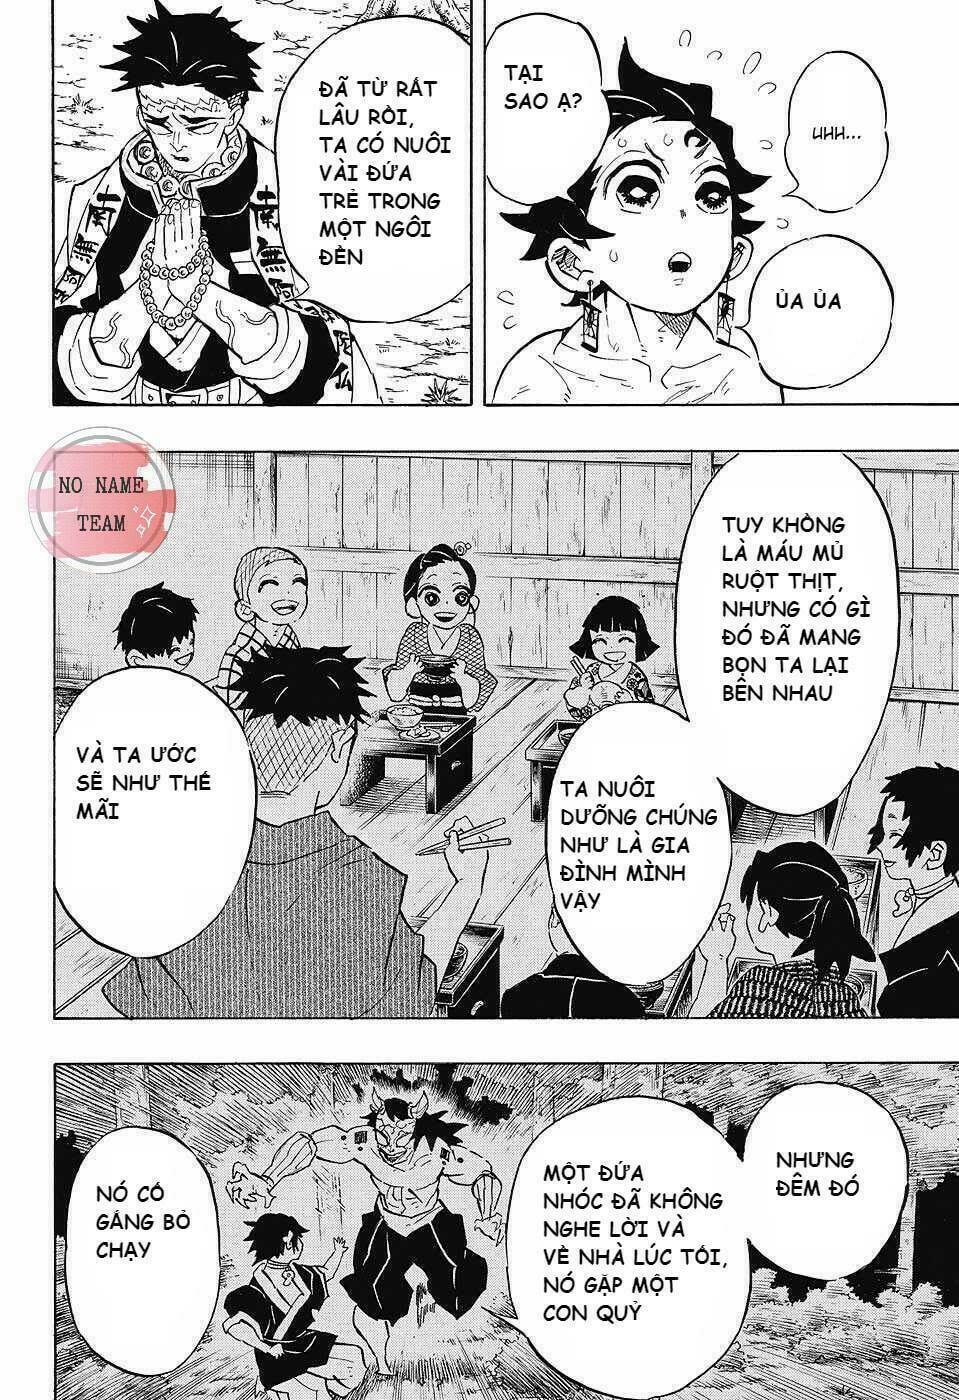 UHH...
TẠI
SAO Ạ?
ỦA ỦA
ĐÃ TỪ RẤT
LÂU RỒI,
TA CÓ NUÔI
VÀI ĐỨA
TRẺ TRONG
MỘT NGÔI
ĐỀN
南無阿
NO NAME
TEAM
TUY KHÔNG
LÀ MÁU MỦ
RUỘT THỊT,
NHƯNG CÓ GÌ
ĐÓ ĐÃ MANG
BỌN TA LẠI
BÊN NHAU
TA NUÔI
DƯỠNG CHÚNG
NHƯ LÀ GIA
ĐÌNH MÌNH
VẬY
VÀ TA ƯỚC
SẼ NHƯ THẾ
MÃI
NHƯNG
ĐÊM ĐÓ
MỘT ĐỨA
NHÓC ĐÃ KHÔNG
NGHE LỜI VÀ
VỀ NHÀ LÚC TỐI,
NÓ GẶP MỘT
CON QUỶ
NÓ CỐ
GẮNG BỎ
CHẠY